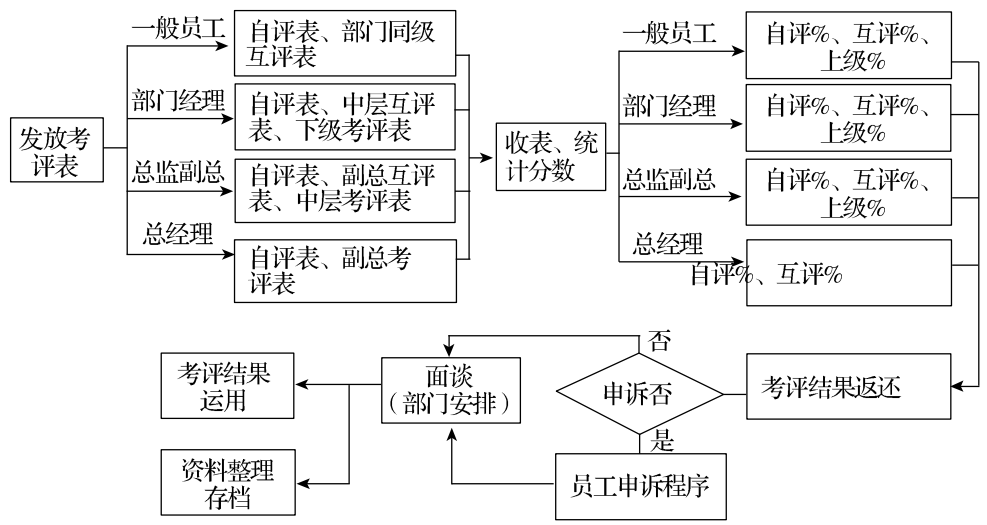 发放考
评表
一般员工
自评表、部门同级
互评表
部门经理
自评表、中层互评
表、下级考评表
总监副总
自评表、副总互评
表、中层考评表
总经理
自评表、副总考
评表
收表、统
计分数
一般员工
自评%、互评%、
上级%
部门经理
自评%、互评%、
上级%
总监副总
自评%、互评%、
上级%
总经理
自评%、互评%
考评结果返还
申诉否
否
是
员工申诉程序
面谈
（部门安排）
考评结果
运用
资料整理
存档